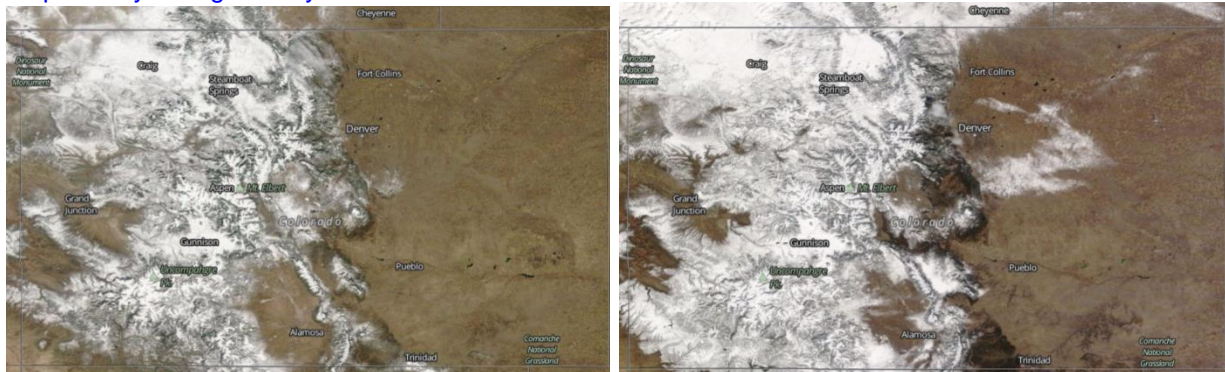 Cheyenne
Dinosaur
National
Monument
Craig
Steamboat
Springs
Fort Collins
Denver
Aspen
Mt. Elbert
Grand
Junction
Colorado
Gunnison
Uncompahgre
Pk.
Pueblo
Alamosa
Comanche
National
Grassland
Trinidad
Cheyenne
Dinosaur
National
Monument
Craig
Steamboat
Springs
Fort Collins
Denver
Aspen
Mt. Elbert
Grand
Junction
Colorado
Gunnison
Uncompahgre
Pk.
Pueblo
Alamosa
Comanche
National
Grassland
Trinidad